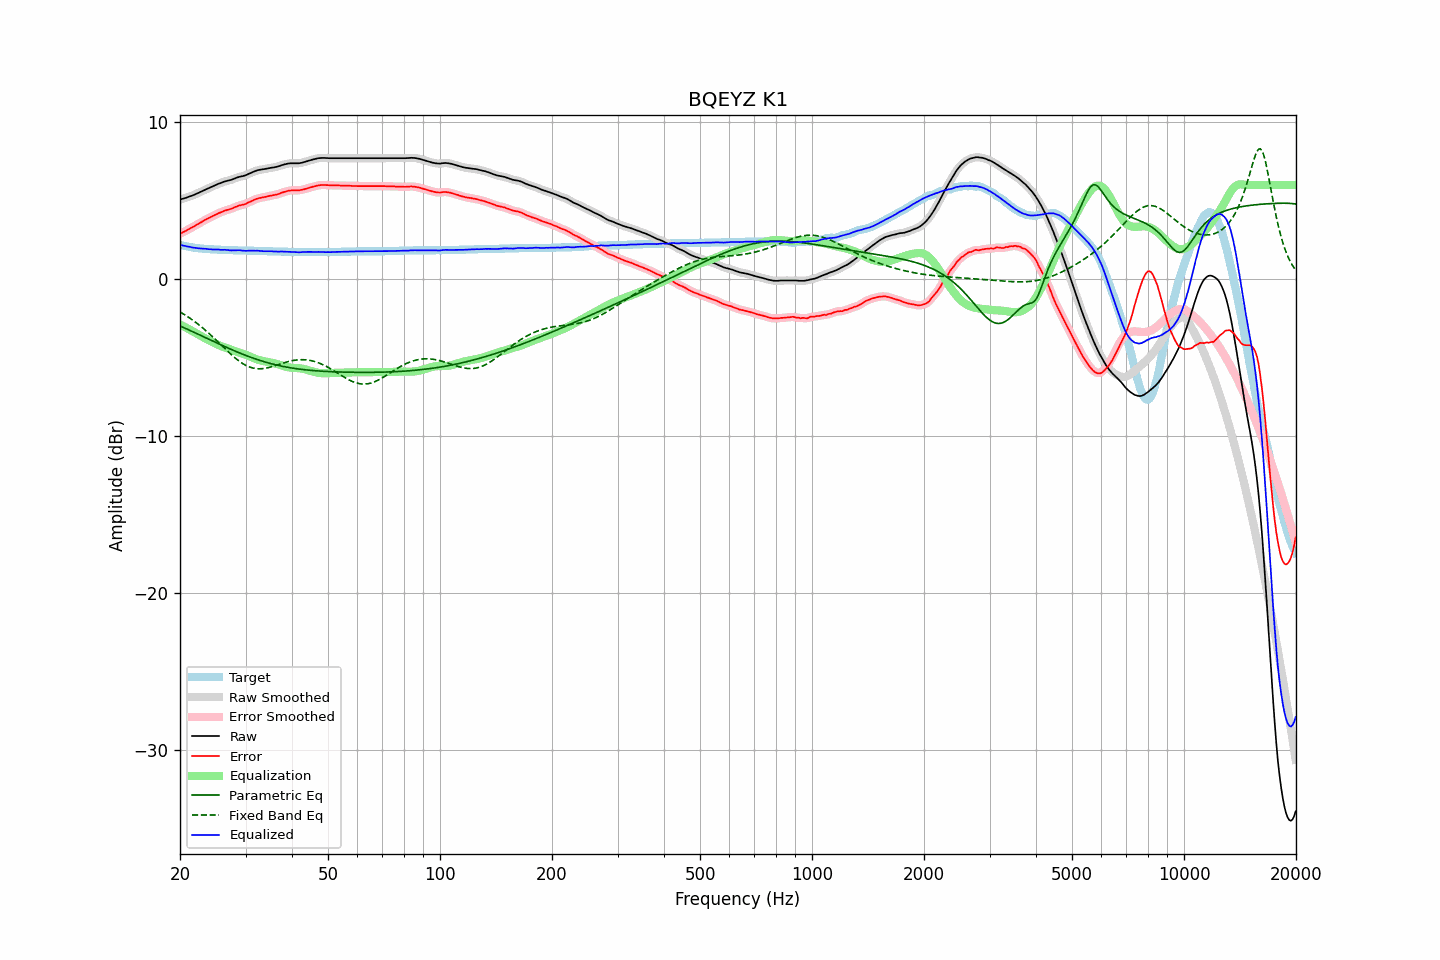 BQEYZ K1
10
0
−10
−20
−30
Amplitude (dBr)
Target
Raw Smoothed
Error Smoothed
Raw
Error
Equalization
Parametric Eq
Fixed Band Eq
Equalized
20 50 100 200 500 1000 2000 5000 10000 20000
Frequency (Hz)